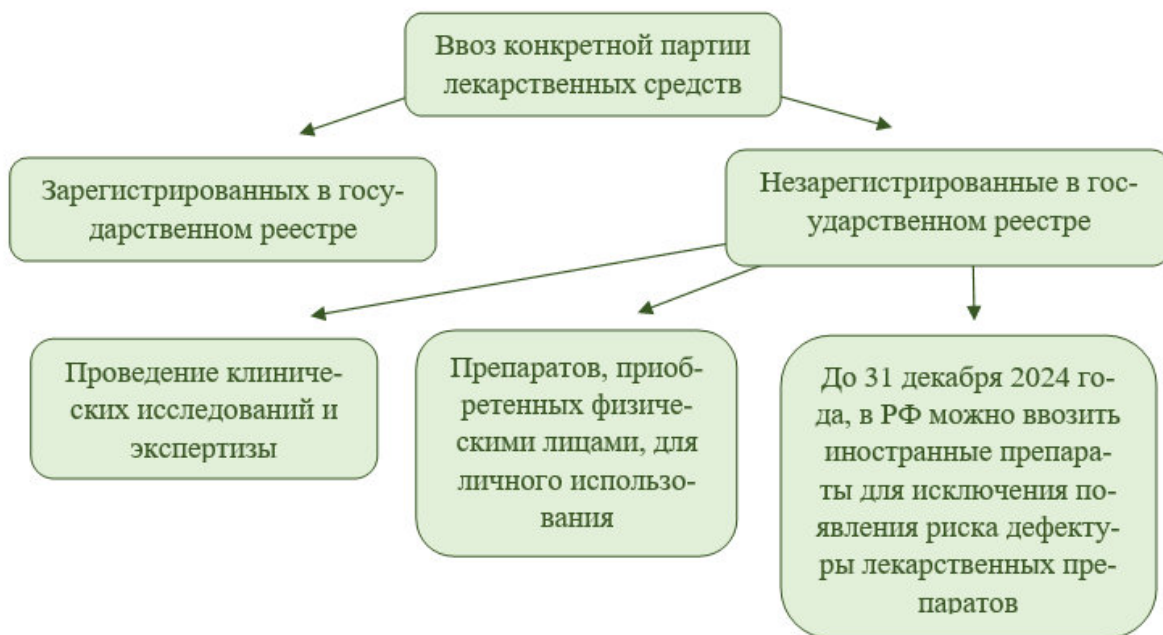 Ввоз конкретной партии
лекарственных средств
Зарегистрированных в госу-
дарственном реестре
Незарегистрированные в гос-
ударственном реестре
Проведение клиниче-
ских исследований и
экспертизы
Препаратов, приоб-
ретенных физиче-
скими лицами, для
личного использо-
вания
До 31 декабря 2024 го-
да, в РФ можно ввозить
иностранные препара-
ты для исключения по-
явления риска дефекту-
ры лекарственных пре-
паратов